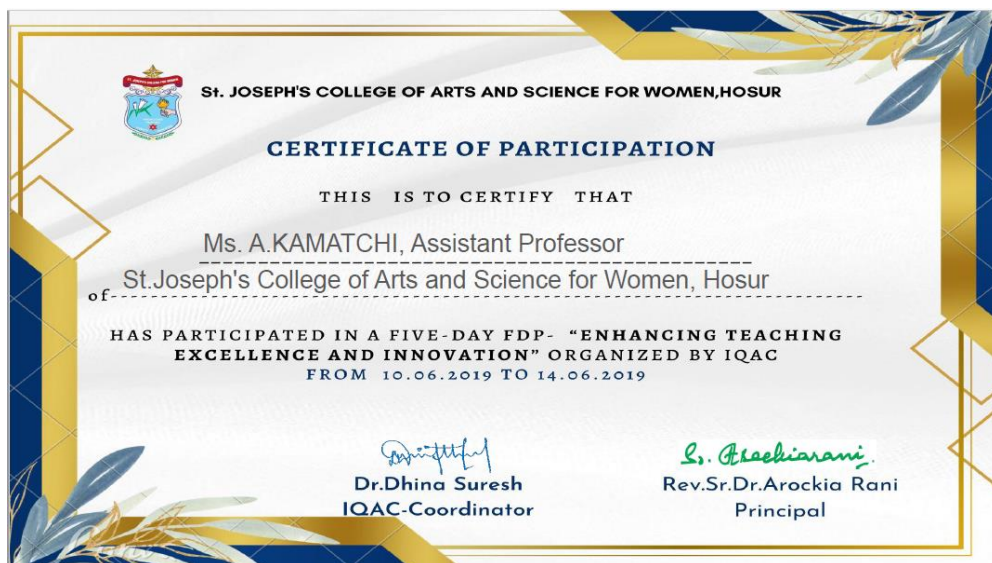 St. JOSEPH'S COLLEGE OF ARTS AND SCIENCE FOR WOMEN,HOSUR
CERTIFICATE OF PARTICIPATION
THIS IS TO CERTIFY THAT
Ms. A.KAMATCHI, Assistant Professor
of St.Joseph's College of Arts and Science for Women, Hosur
HAS PARTICIPATED IN A FIVE-DAY FDP- “ENHANCING TEACHING
EXCELLENCE AND INNOVATION” ORGANIZED BY IQAC
FROM 10.06.2019 TO 14.06.2019
S. Arockiarani
Dr.Dhina Suresh
IQAC-Coordinator
Rev.Sr.Dr.Arockia Rani
Principal